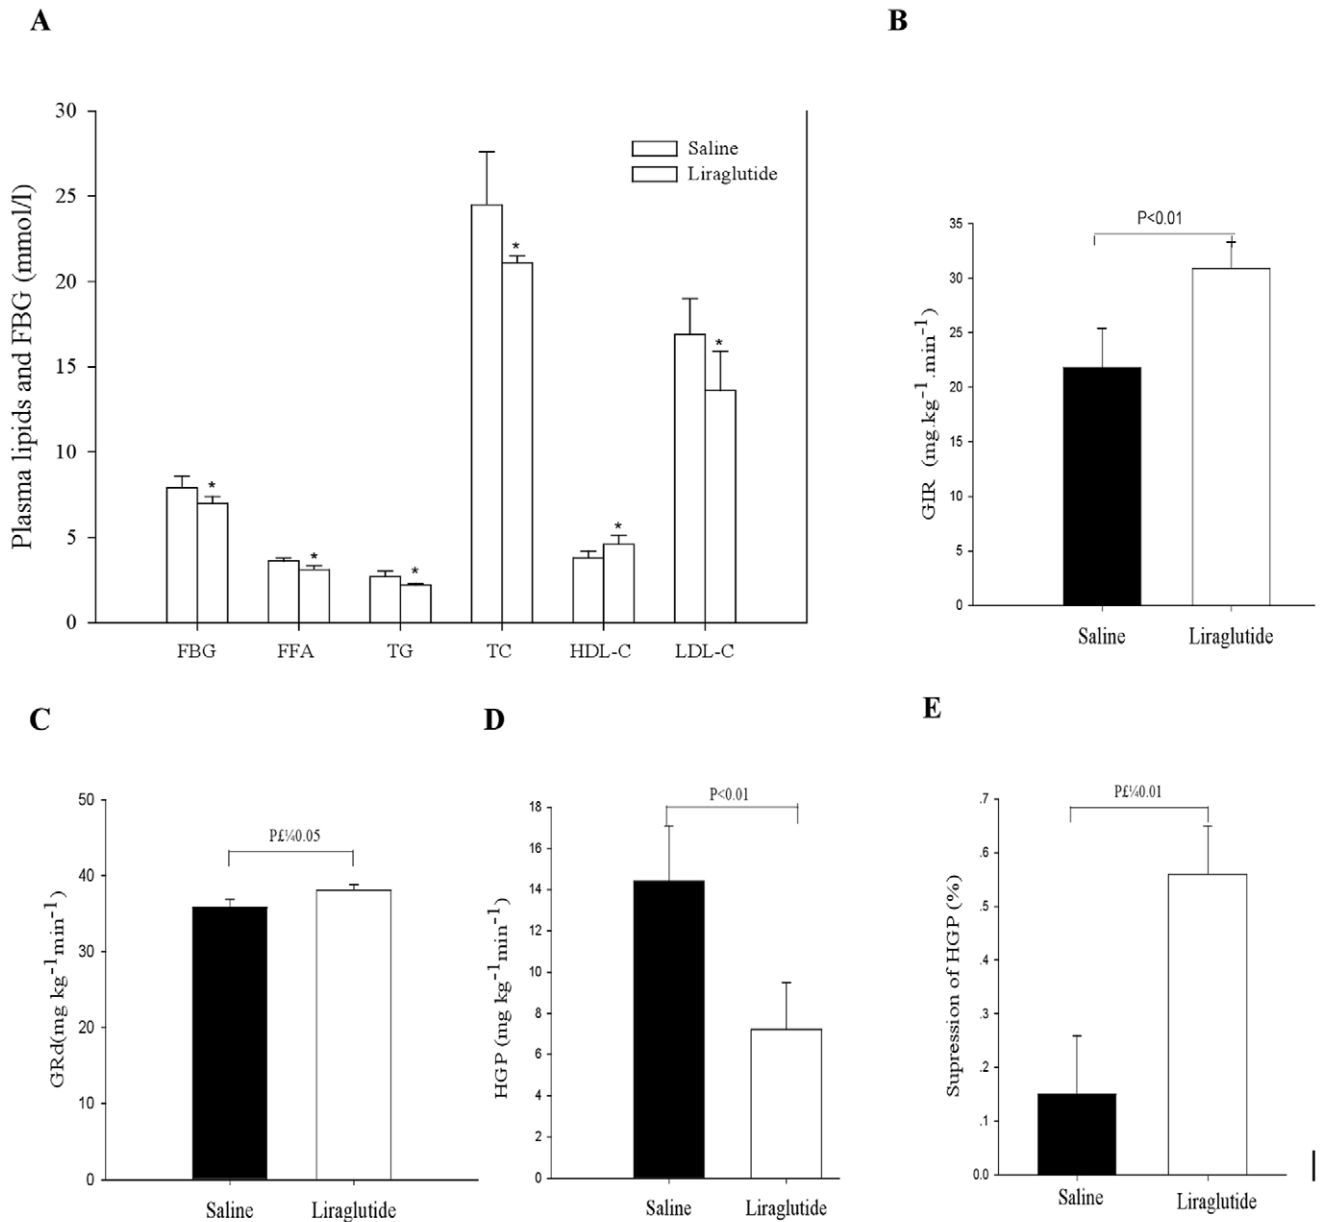 A
Plasma lipids and FBG (mmol/l)
30
25
20
15
10
5
0
Saline
Liraglutide
*
*
*
*
*
*
FBG
FFA
TG
TC
HDL-C
LDL-C
B
GIR (mg.kg⁻¹.min⁻¹)
35
30
25
20
15
10
5
0
P<0.01
Saline
Liraglutide
C
GRd(mg kg⁻¹min⁻¹)
50
40
30
20
10
0
P£¼0.05
Saline
Liraglutide
D
HGP (mg kg⁻¹min⁻¹)
18
16
14
12
10
8
6
4
2
0
P<0.01
Saline
Liraglutide
E
Supression of HGP (%)
.7
.6
.5
.4
.3
.2
.1
0.0
P£¼0.01
Saline
Liraglutide